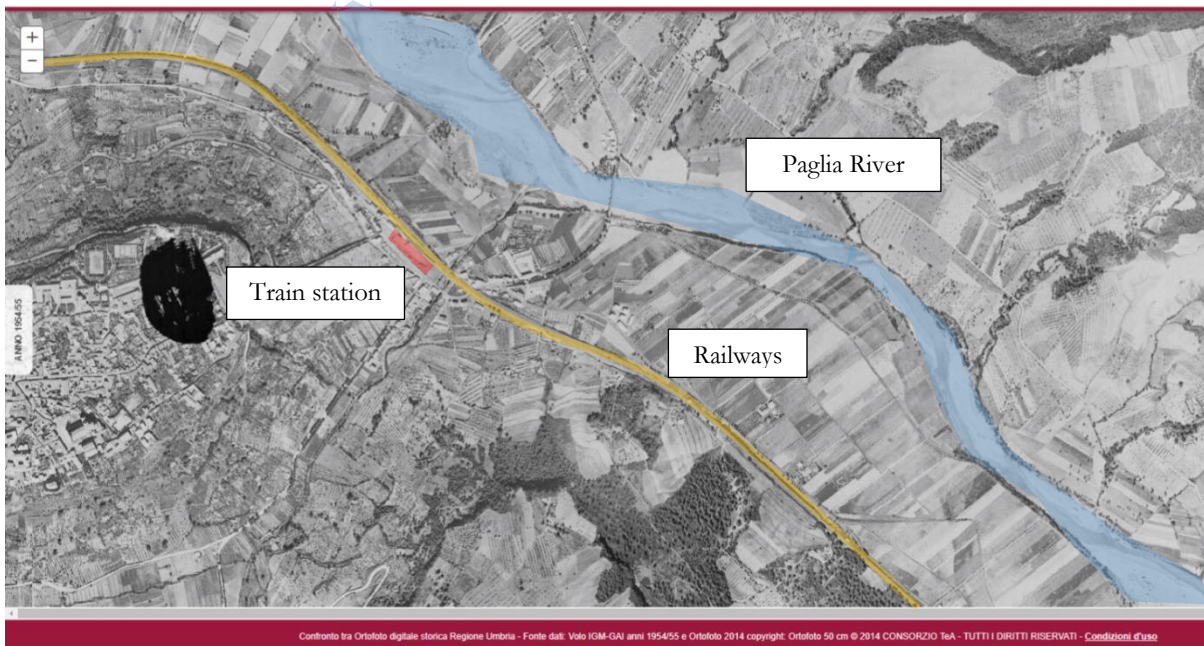 +
−
Paglia River
Train station
Railways
ANNO 1954/55
Confronto tra Ortofoto digitale storica Regione Umbria - Fonte dati: Volo IGM-GAI anni 1954/55 e Ortofoto 2014 copyright: Ortofoto 50 cm © 2014 CONSORZIO TeA - TUTTI I DIRITTI RISERVATI - Condizioni d'uso